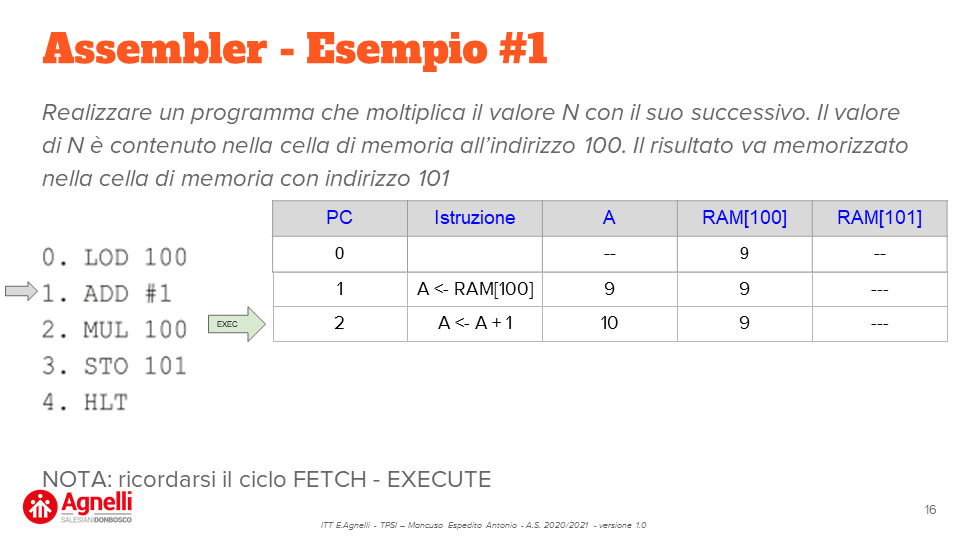 Assembler - Esempio #1
Realizzare un programma che moltiplica il valore N con il suo successivo. Il valore
di N è contenuto nella cella di memoria all’indirizzo 100. Il risultato va memorizzato
nella cella di memoria con indirizzo 101
PC Istruzione A RAM[100] RAM[101]
0 -- 9 --
1 A <- RAM[100] 9 9 ---
2 A <- A + 1 10 9 ---
0. LOD 100
1. ADD #1
2. MUL 100
3. STO 101
4. HLT
EXEC
NOTA: ricordarsi il ciclo FETCH - EXECUTE
Agnelli
SALESIANI DONBOSCO
ITT E.Agnelli - TPSI – Mancuso Espedito Antonio - A.S. 2020/2021 - versione 1.0
16